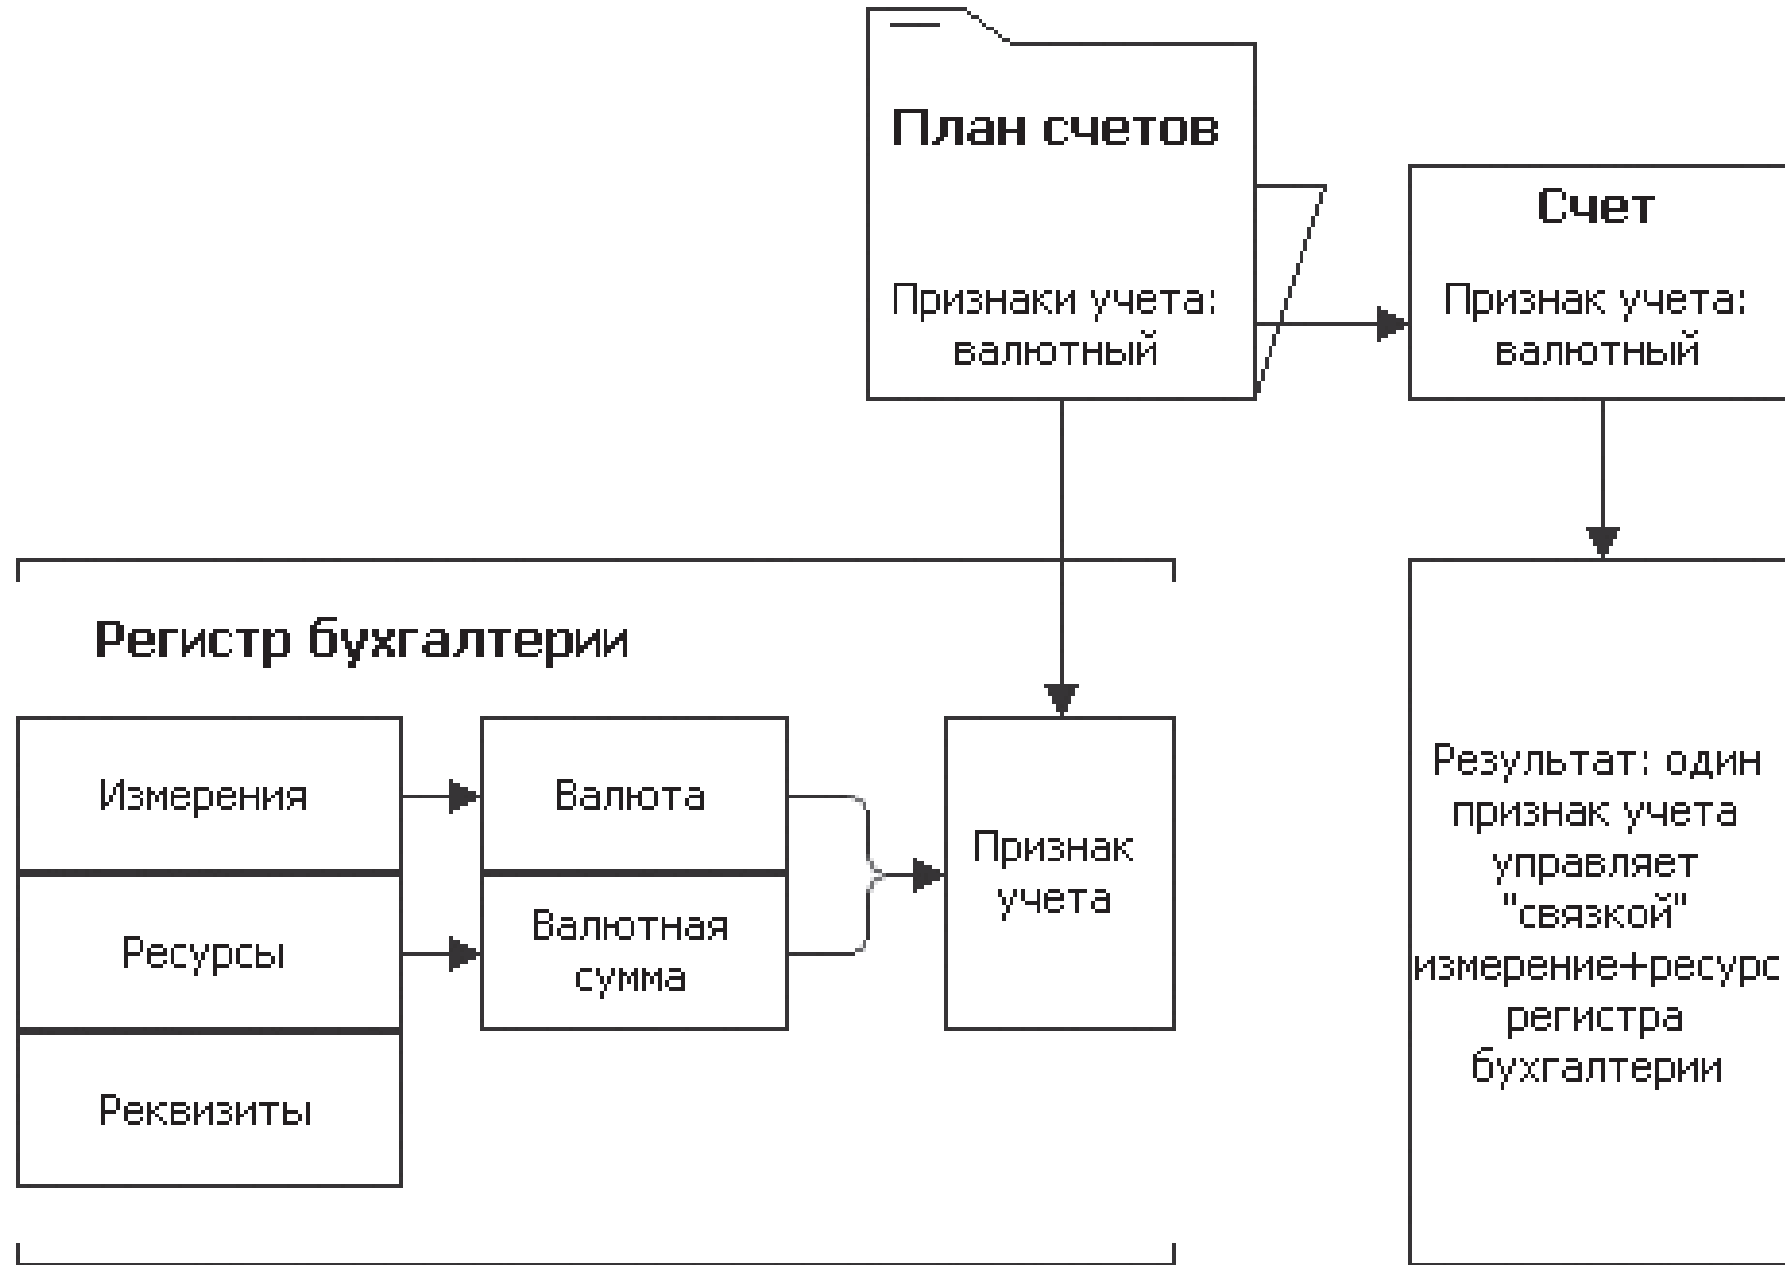 План счетов
Признаки учета:
валютный
Счет
Признак учета:
валютный
Регистр бухгалтерии
Измерения
Валюта
Ресурсы
Валютная
сумма
Реквизиты
Признак
учета
Результат: один
признак учета
управляет
"связкой"
измерение+ресурс
регистра
бухгалтерии